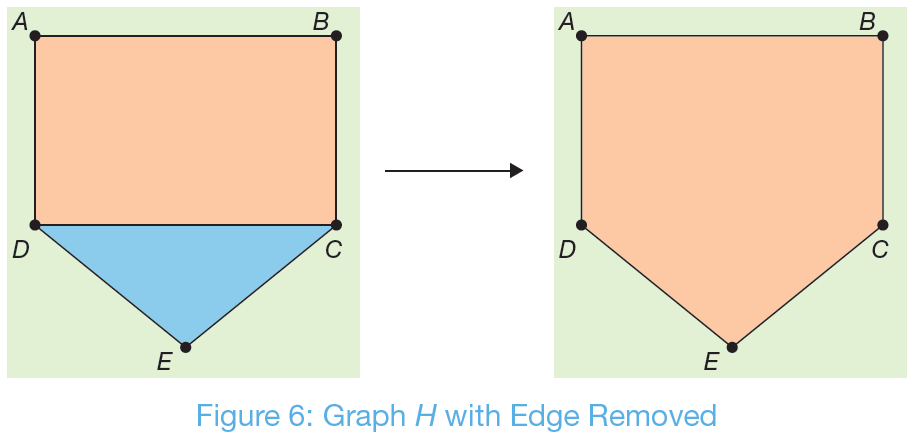 A B
D C
E
A B
D C
E
Figure 6: Graph H with Edge Removed